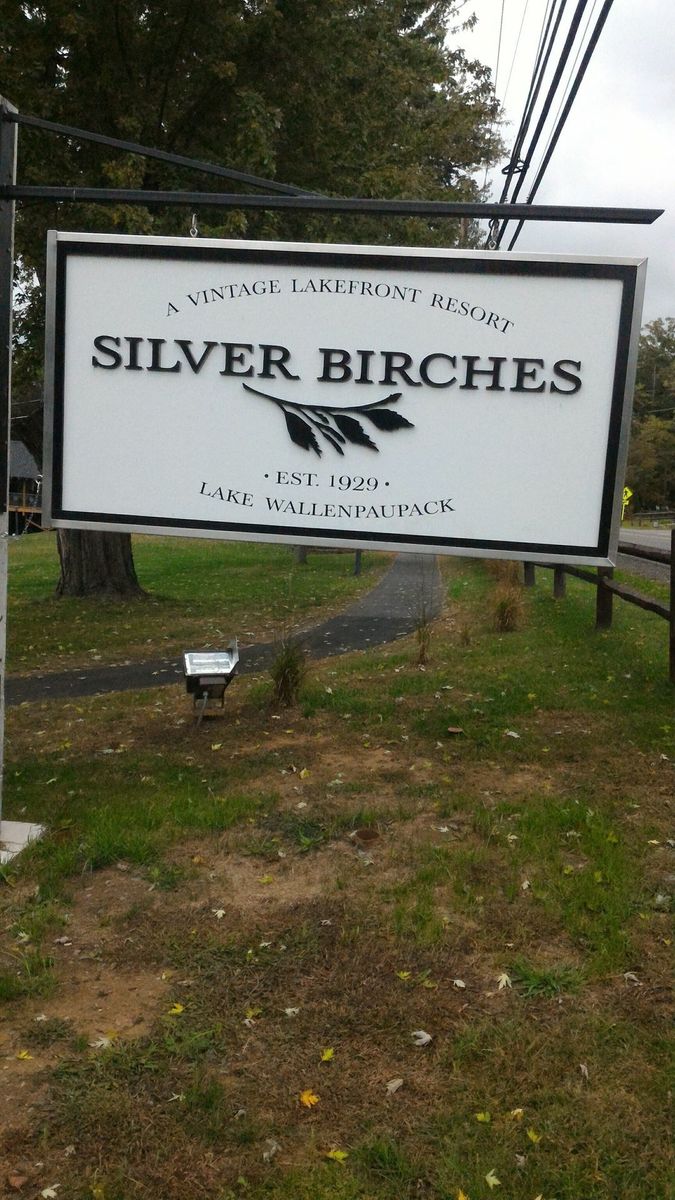 A VINTAGE LAKEFRONT RESORT
SILVER BIRCHES
· EST. 1929 ·
LAKE WALLENPAUPACK